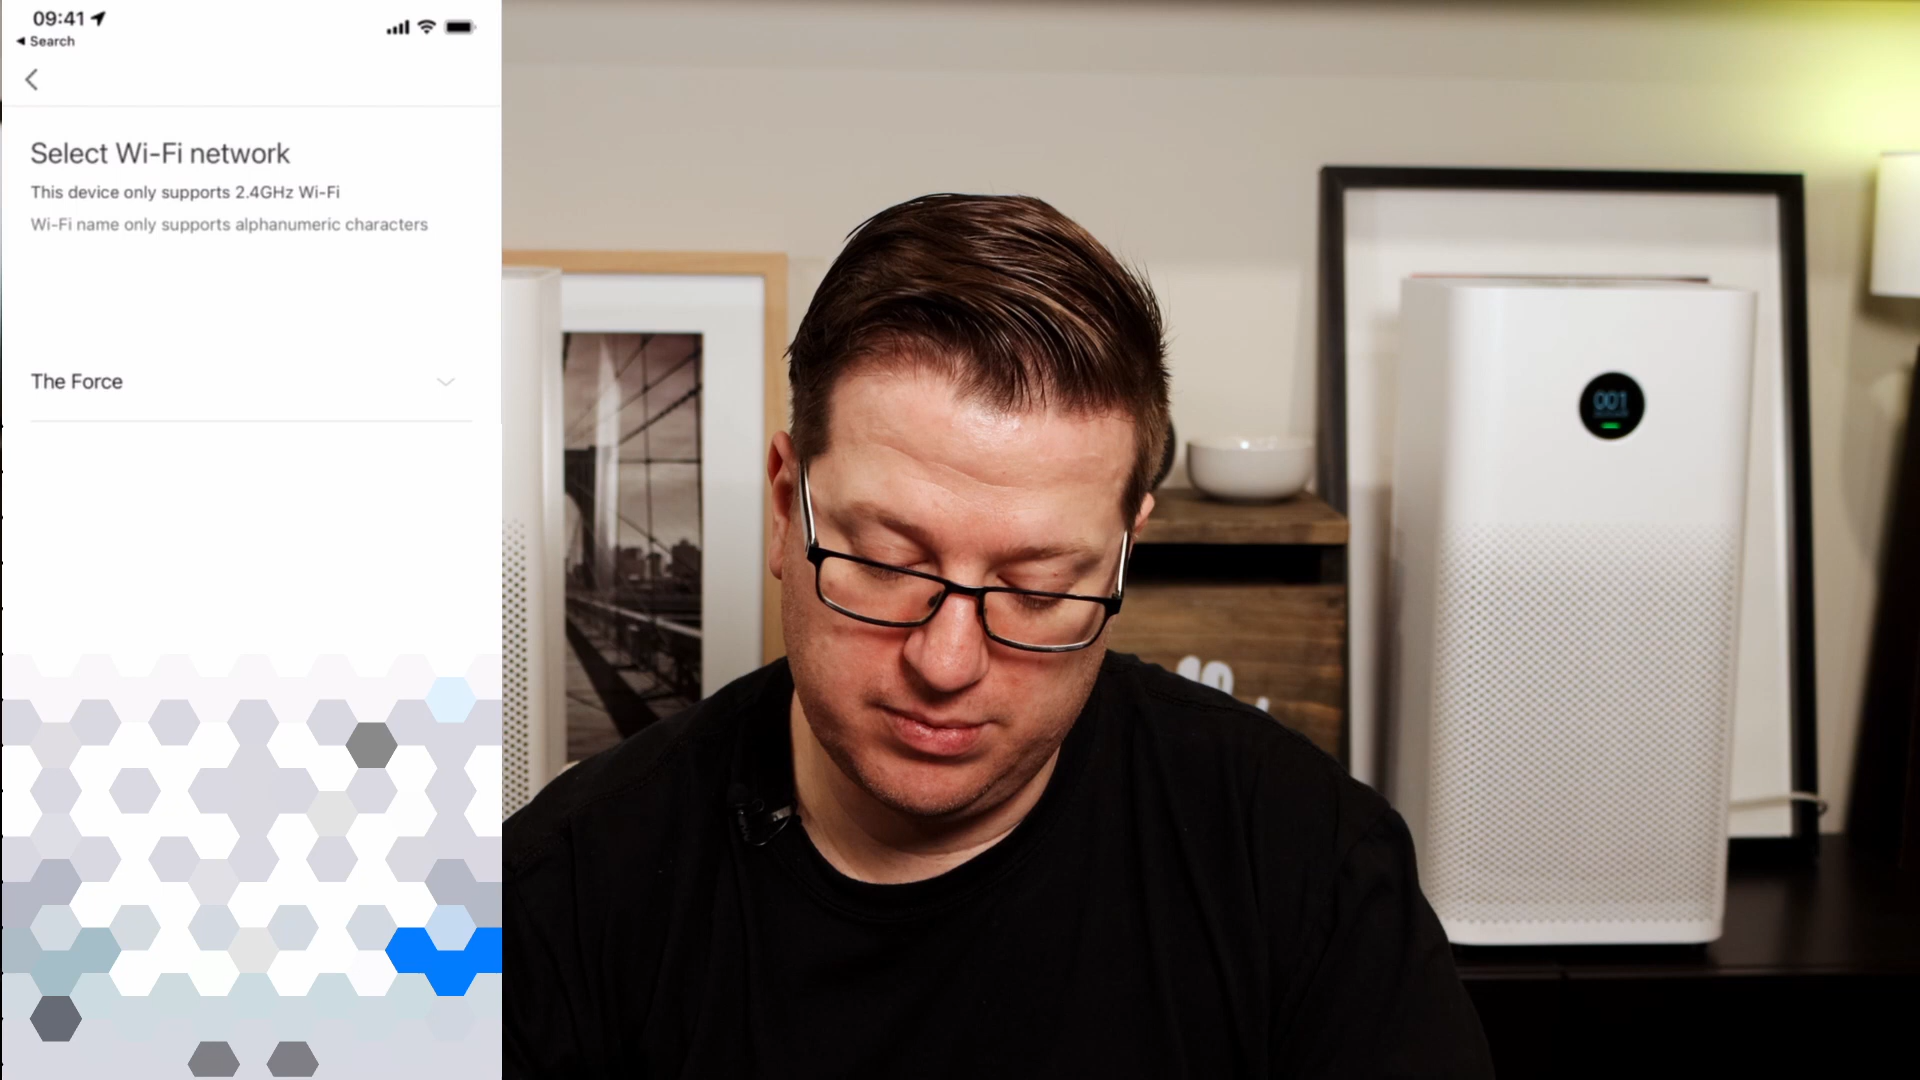 09:41
Search
Select Wi-Fi network
This device only supports 2.4GHz Wi-Fi
Wi-Fi name only supports alphanumeric characters
The Force
001